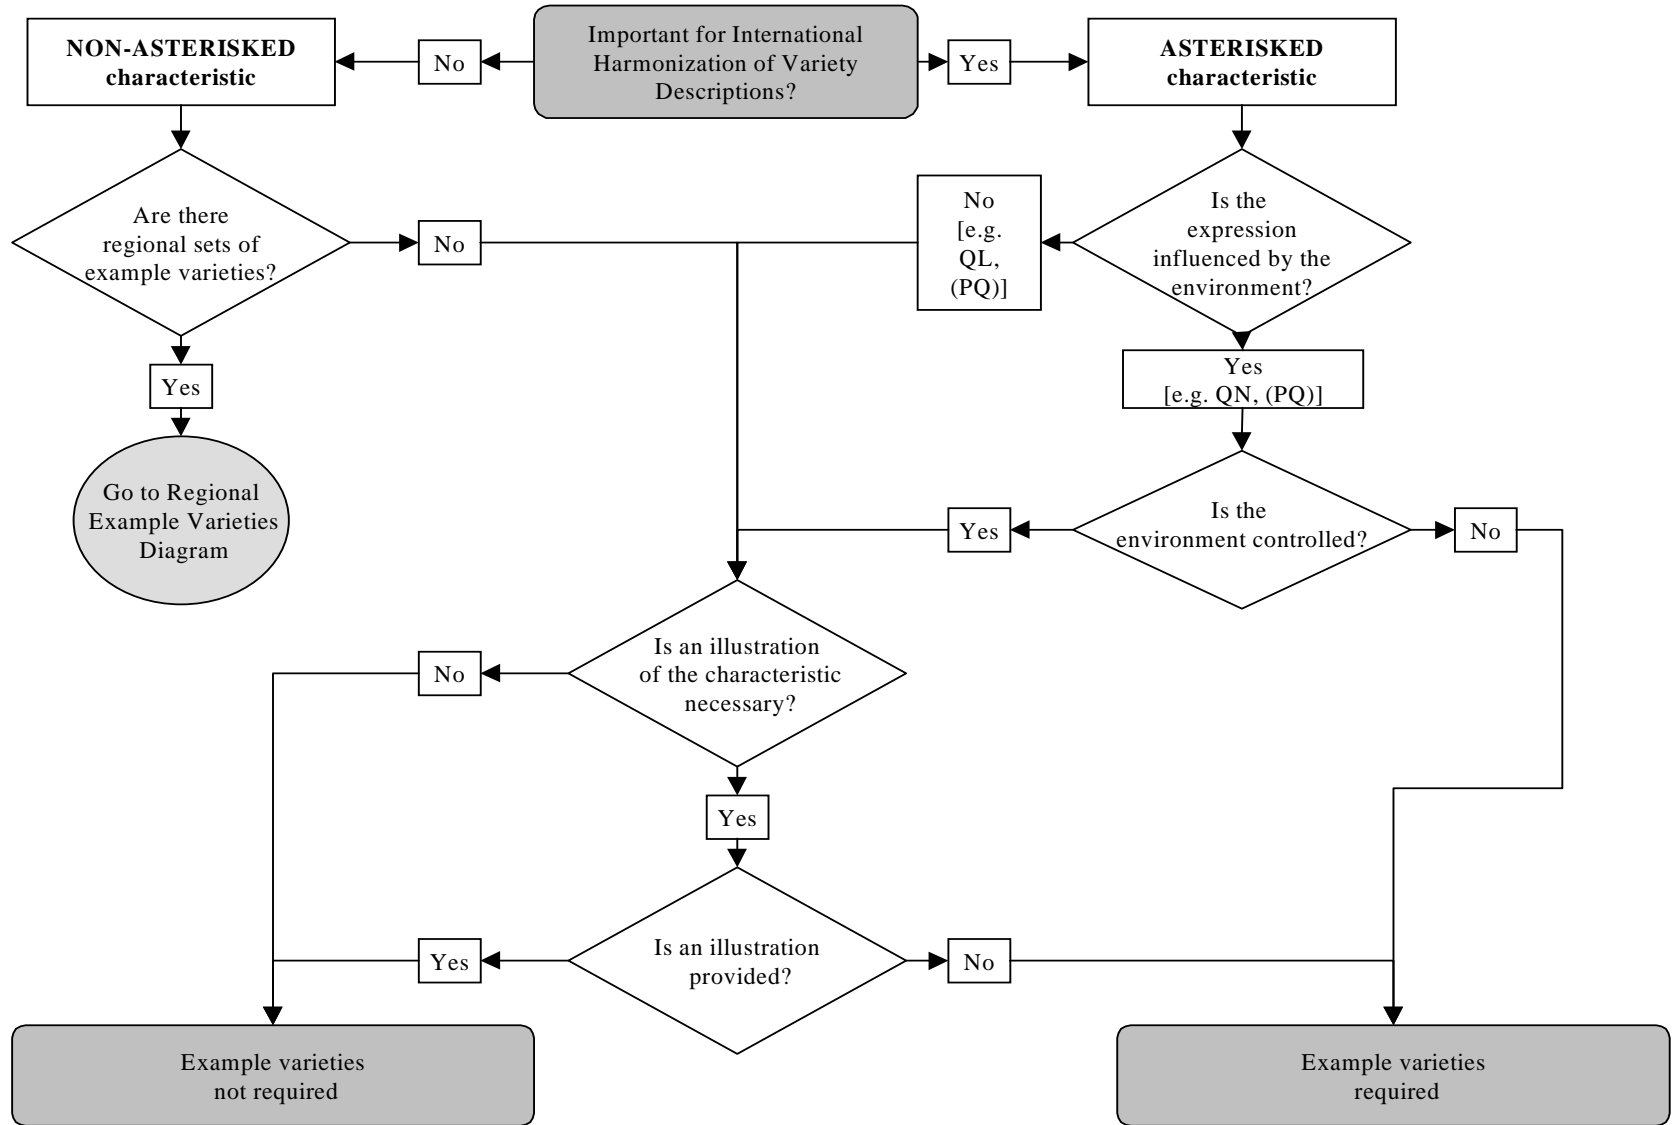 NON-ASTERISKED
characteristic
No
Important for International
Harmonization of Variety
Descriptions?
Yes
ASTERISKED
characteristic
Are there
regional sets of
example varieties?
No
No
[e.g.
QL,
(PQ)]
Is the
expression
influenced by the
environment?
Yes
Yes
[e.g. QN, (PQ)]
Go to Regional
Example Varieties
Diagram
Yes
Is the
environment controlled?
No
No
Is an illustration
of the characteristic
necessary?
Yes
Yes
Is an illustration
provided?
No
Example varieties
not required
Example varieties
required